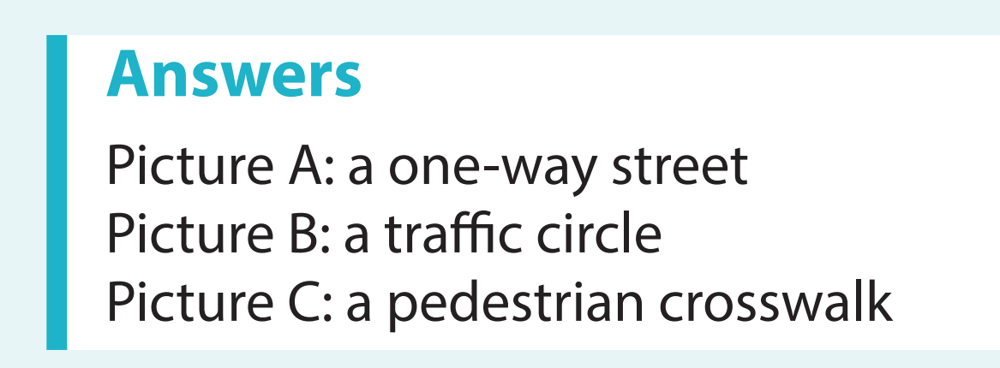 Answers
Picture A: a one-way street
Picture B: a traffic circle
Picture C: a pedestrian crosswalk